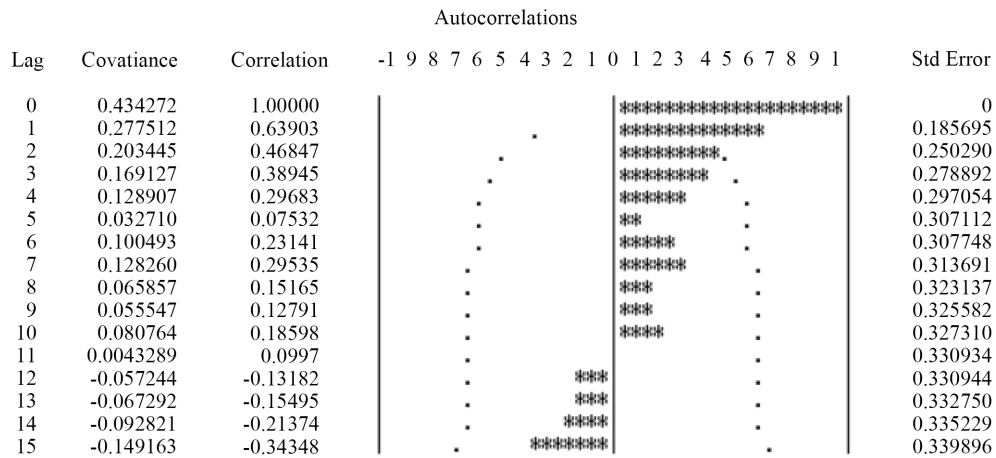 Autocorrelations
Lag Covatiance Correlation -1 9 8 7 6 5 4 3 2 1 0 1 2 3 4 5 6 7 8 9 1 Std Error
0 0.434272 1.00000 ******************** 0
1 0.277512 0.63903 ************* 0.185695
2 0.203445 0.46847 ********* 0.250290
3 0.169127 0.38945 ******** 0.278892
4 0.128907 0.29683 ****** 0.297054
5 0.032710 0.07532 ** 0.307112
6 0.100493 0.23141 ***** 0.307748
7 0.128260 0.29535 ****** 0.313691
8 0.065857 0.15165 *** 0.323137
9 0.055547 0.12791 *** 0.325582
10 0.080764 0.18598 **** 0.327310
11 0.0043289 0.0997 0.330934
12 -0.057244 -0.13182 *** 0.330944
13 -0.067292 -0.15495 *** 0.332750
14 -0.092821 -0.21374 **** 0.335229
15 -0.149163 -0.34348 ******* 0.339896